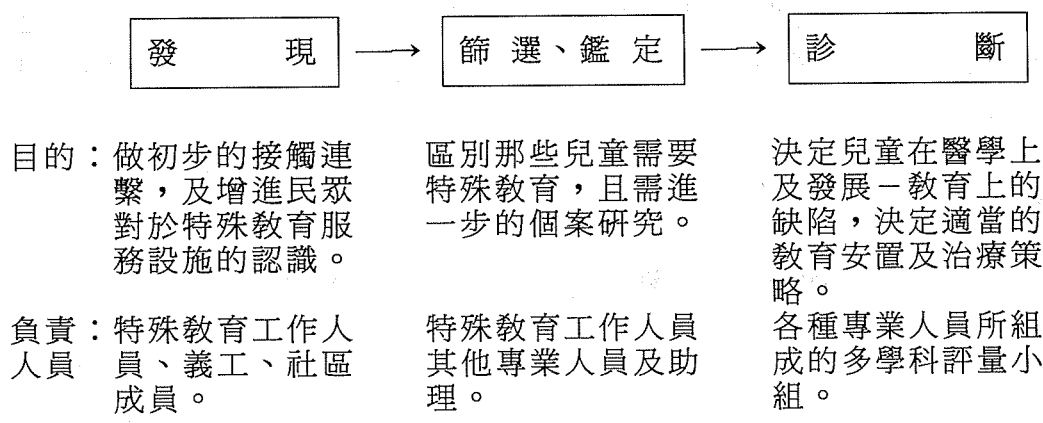 發現 → 篩選、鑑定 → 診斷
目的：做初步的接觸連
繫，及增進民眾
對於特殊教育服
務設施的認識。
區別那些兒童需要
特殊教育，且需進
一步的個案研究。
決定兒童在醫學上
及發展－教育上的
缺陷，決定適當的
教育安置及治療策
略。
負責：特殊教育工作人
人員　員、義工、社區
成員。
特殊教育工作人員
其他專業人員及助
理。
各種專業人員所組
成的多學科評量小
組。